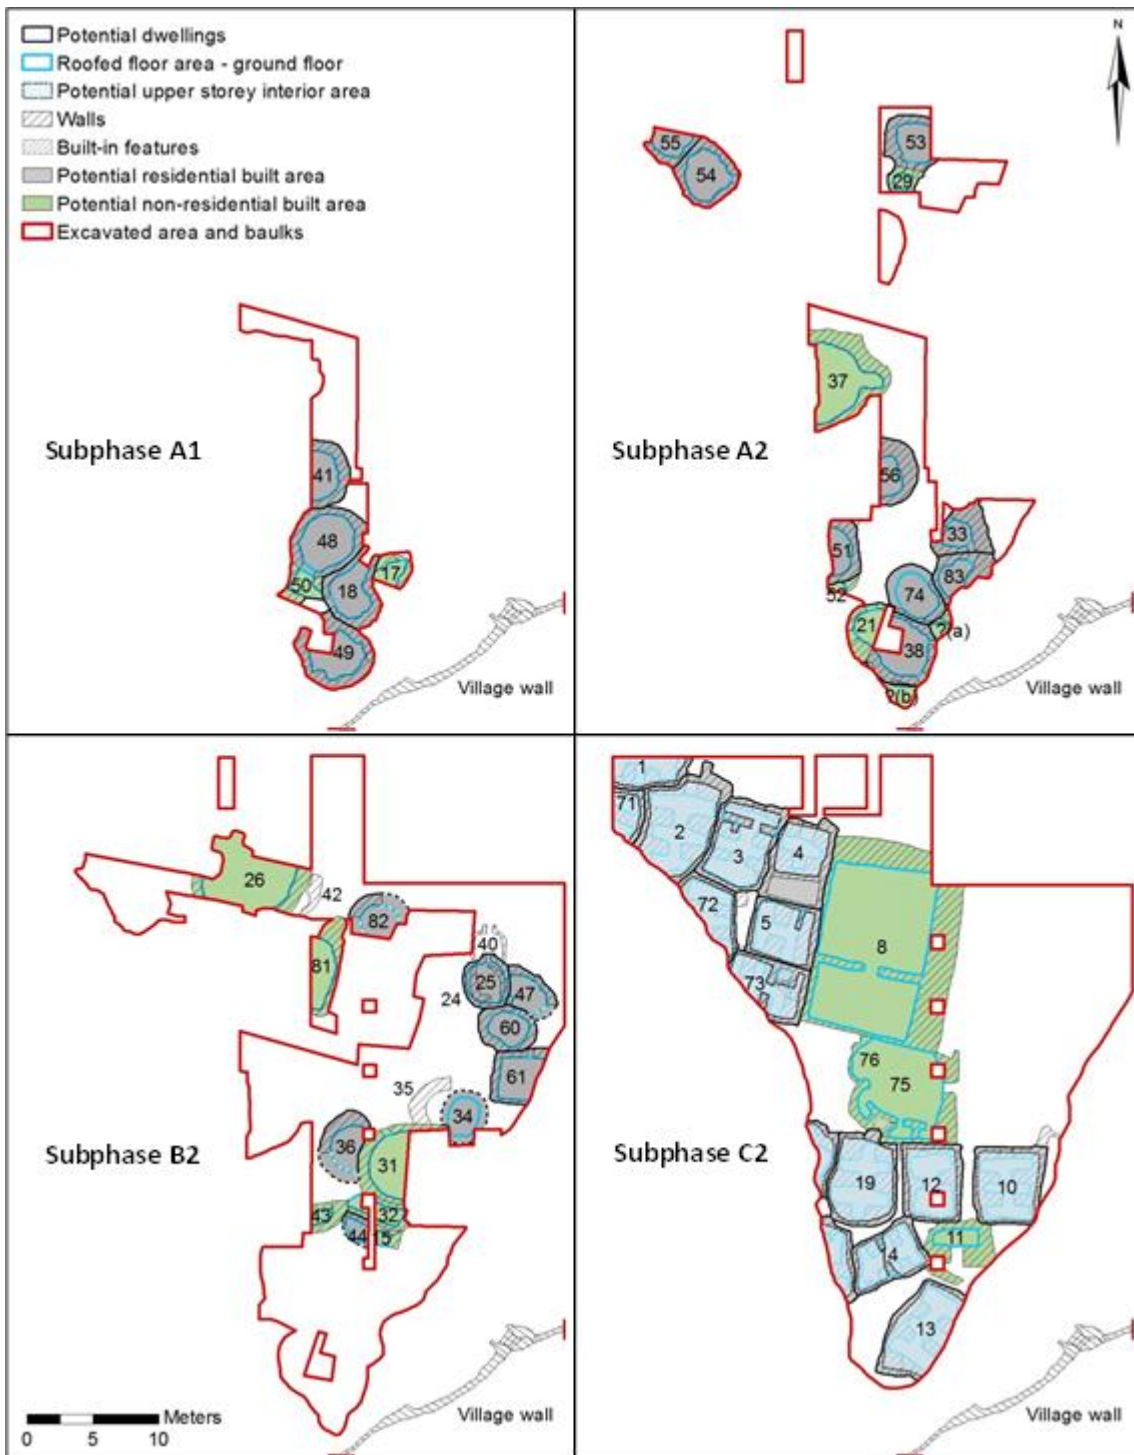 Potential dwellings
Roofed floor area - ground floor
Potential upper storey interior area
Walls
Built-in features
Potential residential built area
Potential non-residential built area
Excavated area and baulks
Subphase A1
41
48
50
18
17
49
Village wall
N
55
54
53
29
37
Subphase A2
56
51
33
52
83
74
21
?(a)
38
?(b)
Village wall
26
42
82
81
40
25
24
47
60
61
35
34
36
Subphase B2
31
43
32
44
15
Meters
0 5 10
Village wall
1
71
2
3
4
72
5
8
73
76
75
Subphase C2
19
12
10
11
4
13
Village wall